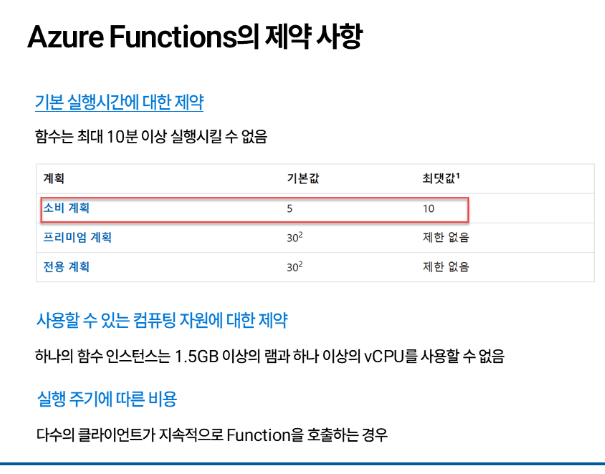 Azure Functions의 제약 사항
기본 실행시간에 대한 제약
함수는 최대 10분 이상 실행시킬 수 없음
계획 기본값 최댓값¹
소비 계획 5 10
프리미엄 계획 30² 제한 없음
전용 계획 30² 제한 없음
사용할 수 있는 컴퓨팅 자원에 대한 제약
하나의 함수 인스턴스는 1.5GB 이상의 램과 하나 이상의 vCPU를 사용할 수 없음
실행 주기에 따른 비용
다수의 클라이언트가 지속적으로 Function을 호출하는 경우